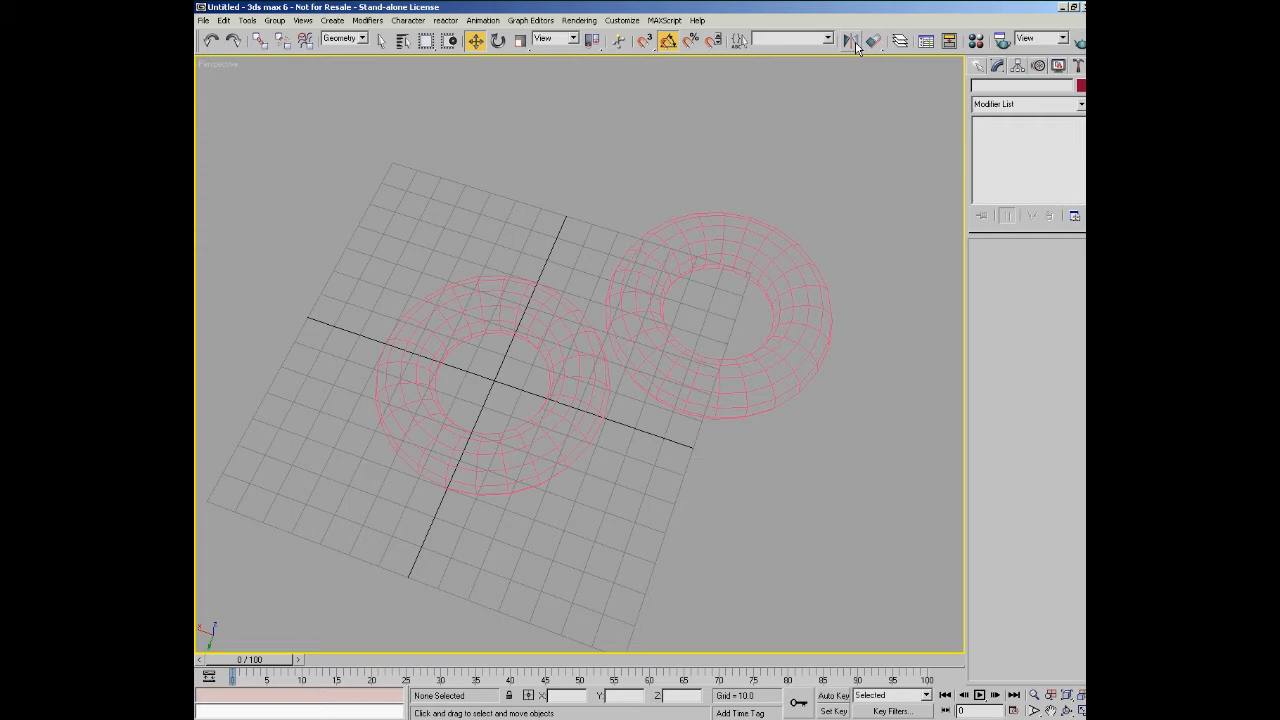 Untitled - 3ds max 6 - Not for Resale - Stand-alone License
File Edit Tools Group Views Create Modifiers Character reactor Animation Graph Editors Rendering Customize MAXScript Help
Geometry View 3 % ABC View
Perspective
Modifier List
x z y
< 0 / 100 >
0 5 10 15 20 25 30 35 40 45 50 55 60 65 70 75 80 85 90 95 100
None Selected X: Y: Z: Grid = 10.0 Auto Key Selected
Click and drag to select and move objects Add Time Tag Set Key Key Filters... 0